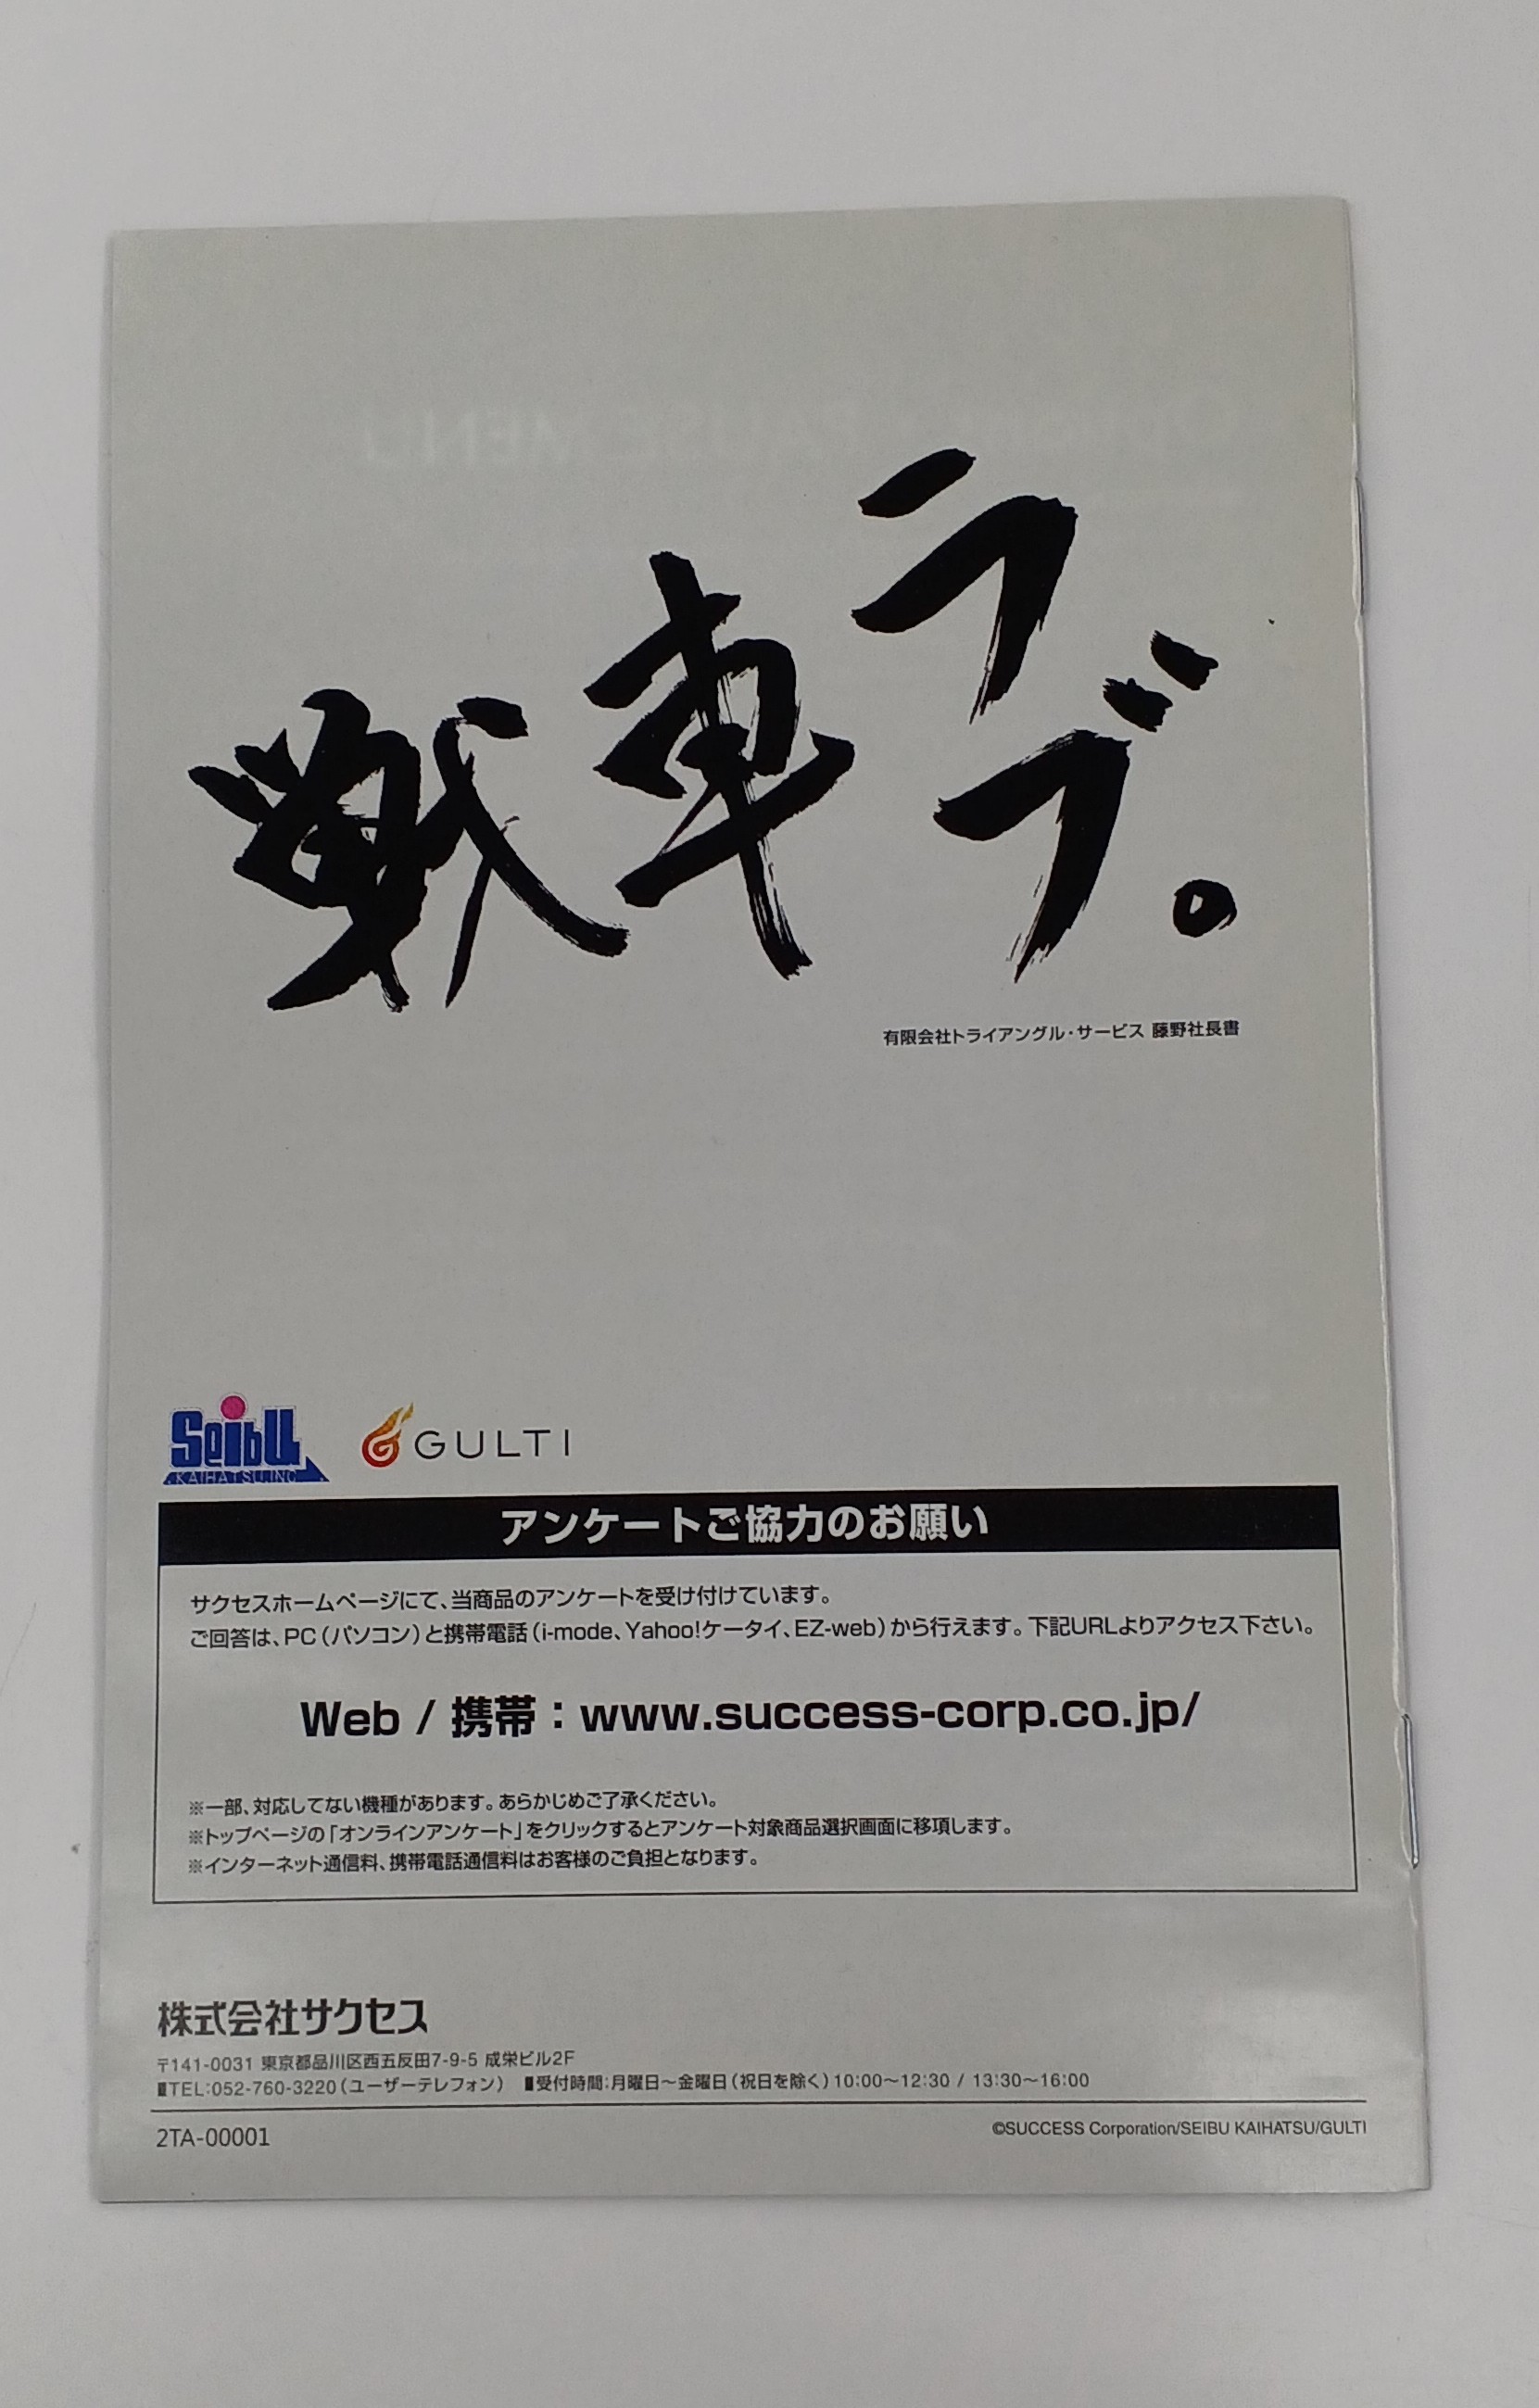 戦車ラブ。
有限会社トライアングル・サービス 藤野社長書
Seibu
KAIHATSU.INC
GULTI
アンケートご協力のお願い
サクセスホームページにて、当商品のアンケートを受け付けています。
ご回答は、PC(パソコン)と携帯電話(i-mode、Yahoo!ケータイ、EZ-web)から行えます。下記URLよりアクセス下さい。
Web / 携帯：www.success-corp.co.jp/
※一部、対応してない機種があります。あらかじめご了承ください。
※トップページの「オンラインアンケート」をクリックするとアンケート対象商品選択画面に移項します。
※インターネット通信料、携帯電話通信料はお客様のご負担となります。
株式会社サクセス
〒141-0031 東京都品川区西五反田7-9-5 成栄ビル2F
■TEL:052-760-3220(ユーザーテレフォン) ■受付時間:月曜日～金曜日(祝日を除く)10:00～12:30 / 13:30～16:00
2TA-00001
©SUCCESS Corporation/SEIBU KAIHATSU/GULTI